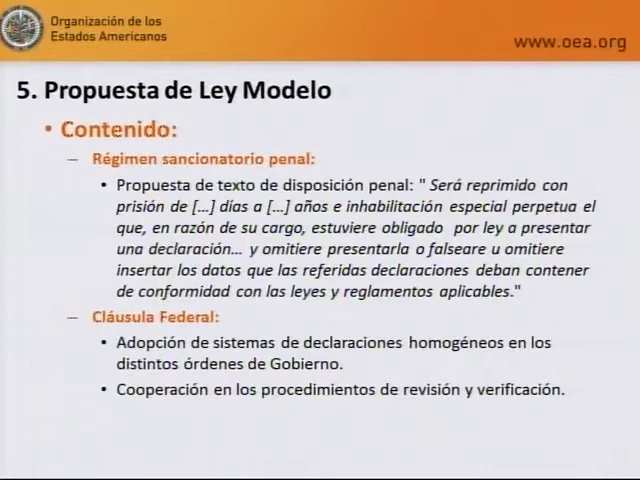 Organización de los
Estados Americanos
www.oea.org
5. Propuesta de Ley Modelo
• Contenido:
– Régimen sancionatorio penal:
• Propuesta de texto de disposición penal: " Será reprimido con
prisión de [...] días a [...] años e inhabilitación especial perpetua el
que, en razón de su cargo, estuviere obligado por ley a presentar
una declaración... y omitiere presentarla o falseare u omitiere
insertar los datos que las referidas declaraciones deban contener
de conformidad con las leyes y reglamentos aplicables."
– Cláusula Federal:
• Adopción de sistemas de declaraciones homogéneos en los
distintos órdenes de Gobierno.
• Cooperación en los procedimientos de revisión y verificación.